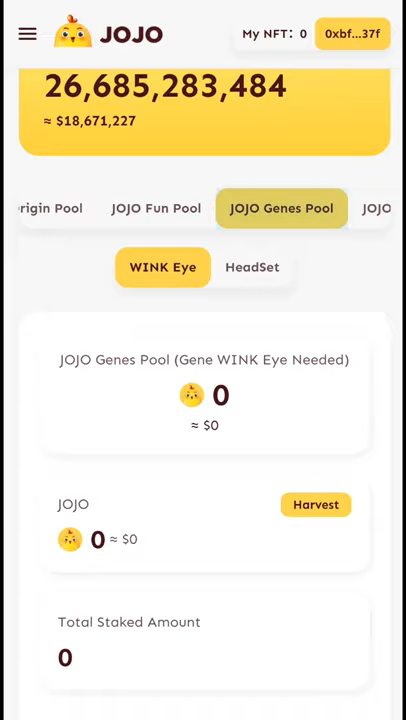 JOJO
My NFT: 0
0xbf...37f
26,685,283,484
≈ $18,671,227
rigin Pool
JOJO Fun Pool
JOJO Genes Pool
JOJO
WINK Eye
HeadSet
JOJO Genes Pool (Gene WINK Eye Needed)
0
≈ $0
JOJO
Harvest
0 ≈ $0
Total Staked Amount
0